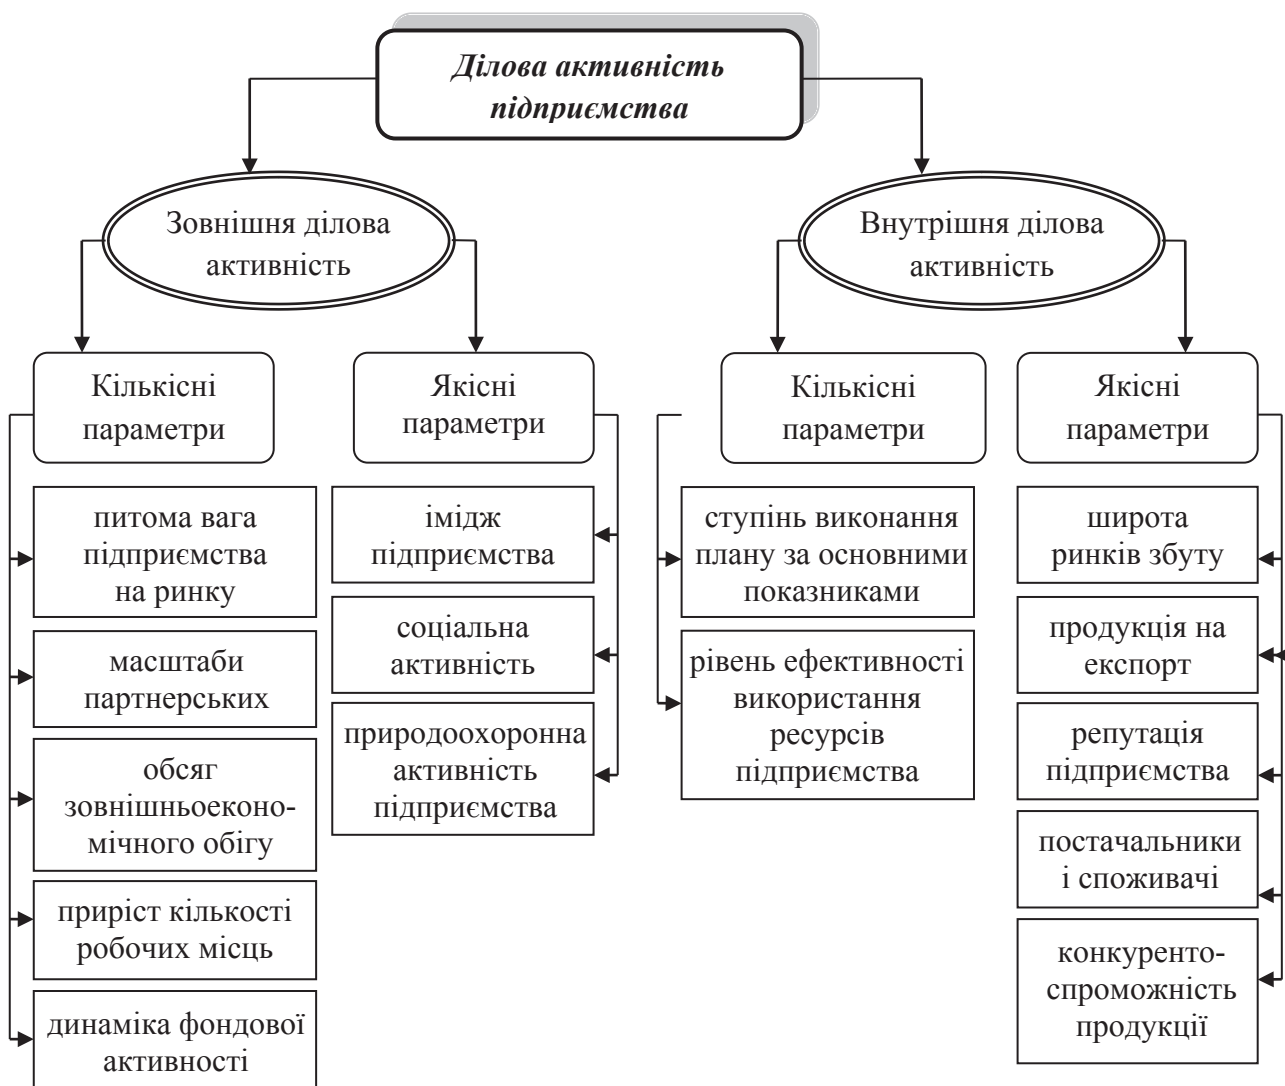 Ділова активність
підприємства
Зовнішня ділова
активність
Внутрішня ділова
активність
Кількісні
параметри
Якісні
параметри
Кількісні
параметри
Якісні
параметри
питома вага
підприємства
на ринку
масштаби
партнерських
обсяг
зовнішньоеконо-
мічного обігу
приріст кількості
робочих місць
динаміка фондової
активності
імідж
підприємства
соціальна
активність
природоохоронна
активність
підприємства
ступінь виконання
плану за основними
показниками
рівень ефективності
використання
ресурсів
підприємства
широта
ринків збуту
продукція на
експорт
репутація
підприємства
постачальники
і споживачі
конкуренто-
спроможність
продукції